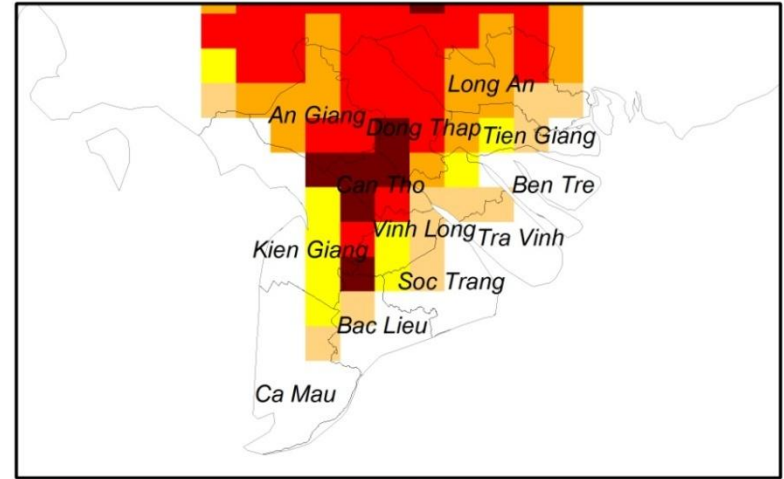 Long An
An Giang
Dong Thap
Tien Giang
Can Tho
Ben Tre
Vinh Long
Tra Vinh
Kien Giang
Soc Trang
Bac Lieu
Ca Mau